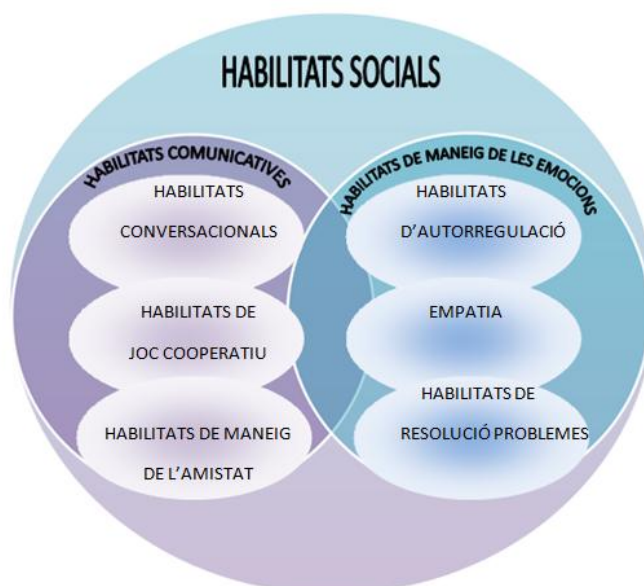 HABILITATS SOCIALS
HABILITATS COMUNICATIVES
HABILITATS
CONVERSACIONALS
HABILITATS DE
JOC COOPERATIU
HABILITATS DE MANEIG
DE L’AMISTAT
HABILITATS DE MANEIG DE LES EMOCIONS
HABILITATS
D’AUTORREGULACIÓ
EMPATIA
HABILITATS DE
RESOLUCIÓ PROBLEMES